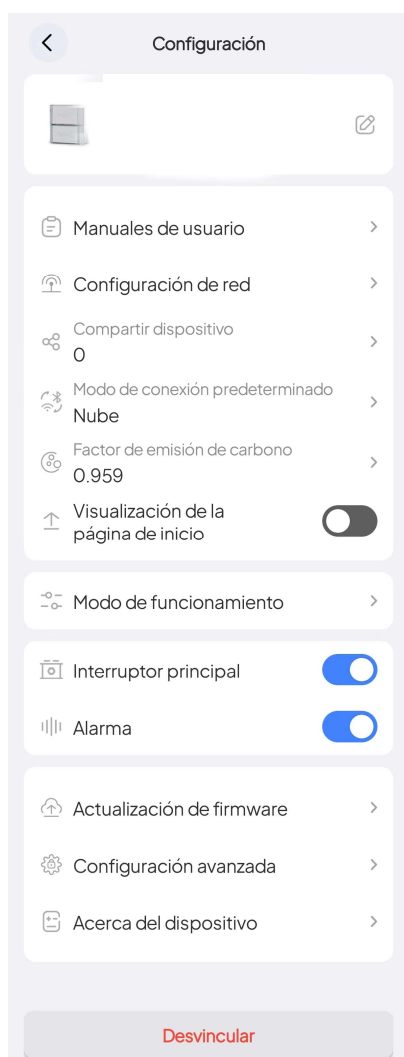 Configuración
Manuales de usuario
Configuración de red
Compartir dispositivo
0
Modo de conexión predeterminado
Nube
Factor de emisión de carbono
0.959
Visualización de la
página de inicio
Modo de funcionamiento
Interruptor principal
Alarma
Actualización de firmware
Configuración avanzada
Acerca del dispositivo
Desvincular